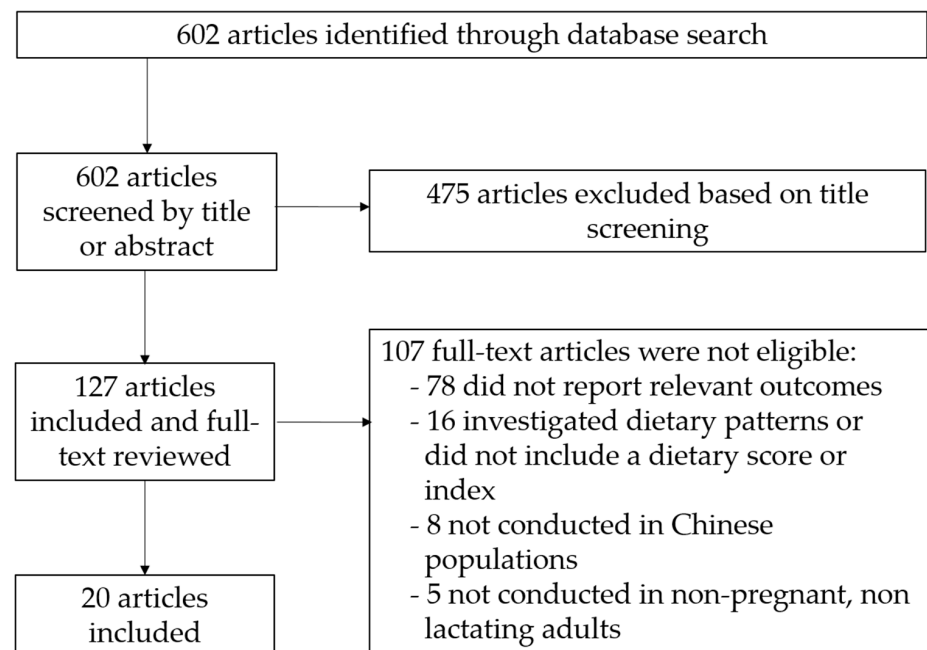 602 articles identified through database search
602 articles
screened by title
or abstract
475 articles excluded based on title
screening
127 articles
included and full-
text reviewed
107 full-text articles were not eligible:
- 78 did not report relevant outcomes
- 16 investigated dietary patterns or
did not include a dietary score or
index
- 8 not conducted in Chinese
populations
- 5 not conducted in non-pregnant, non
lactating adults
20 articles
included